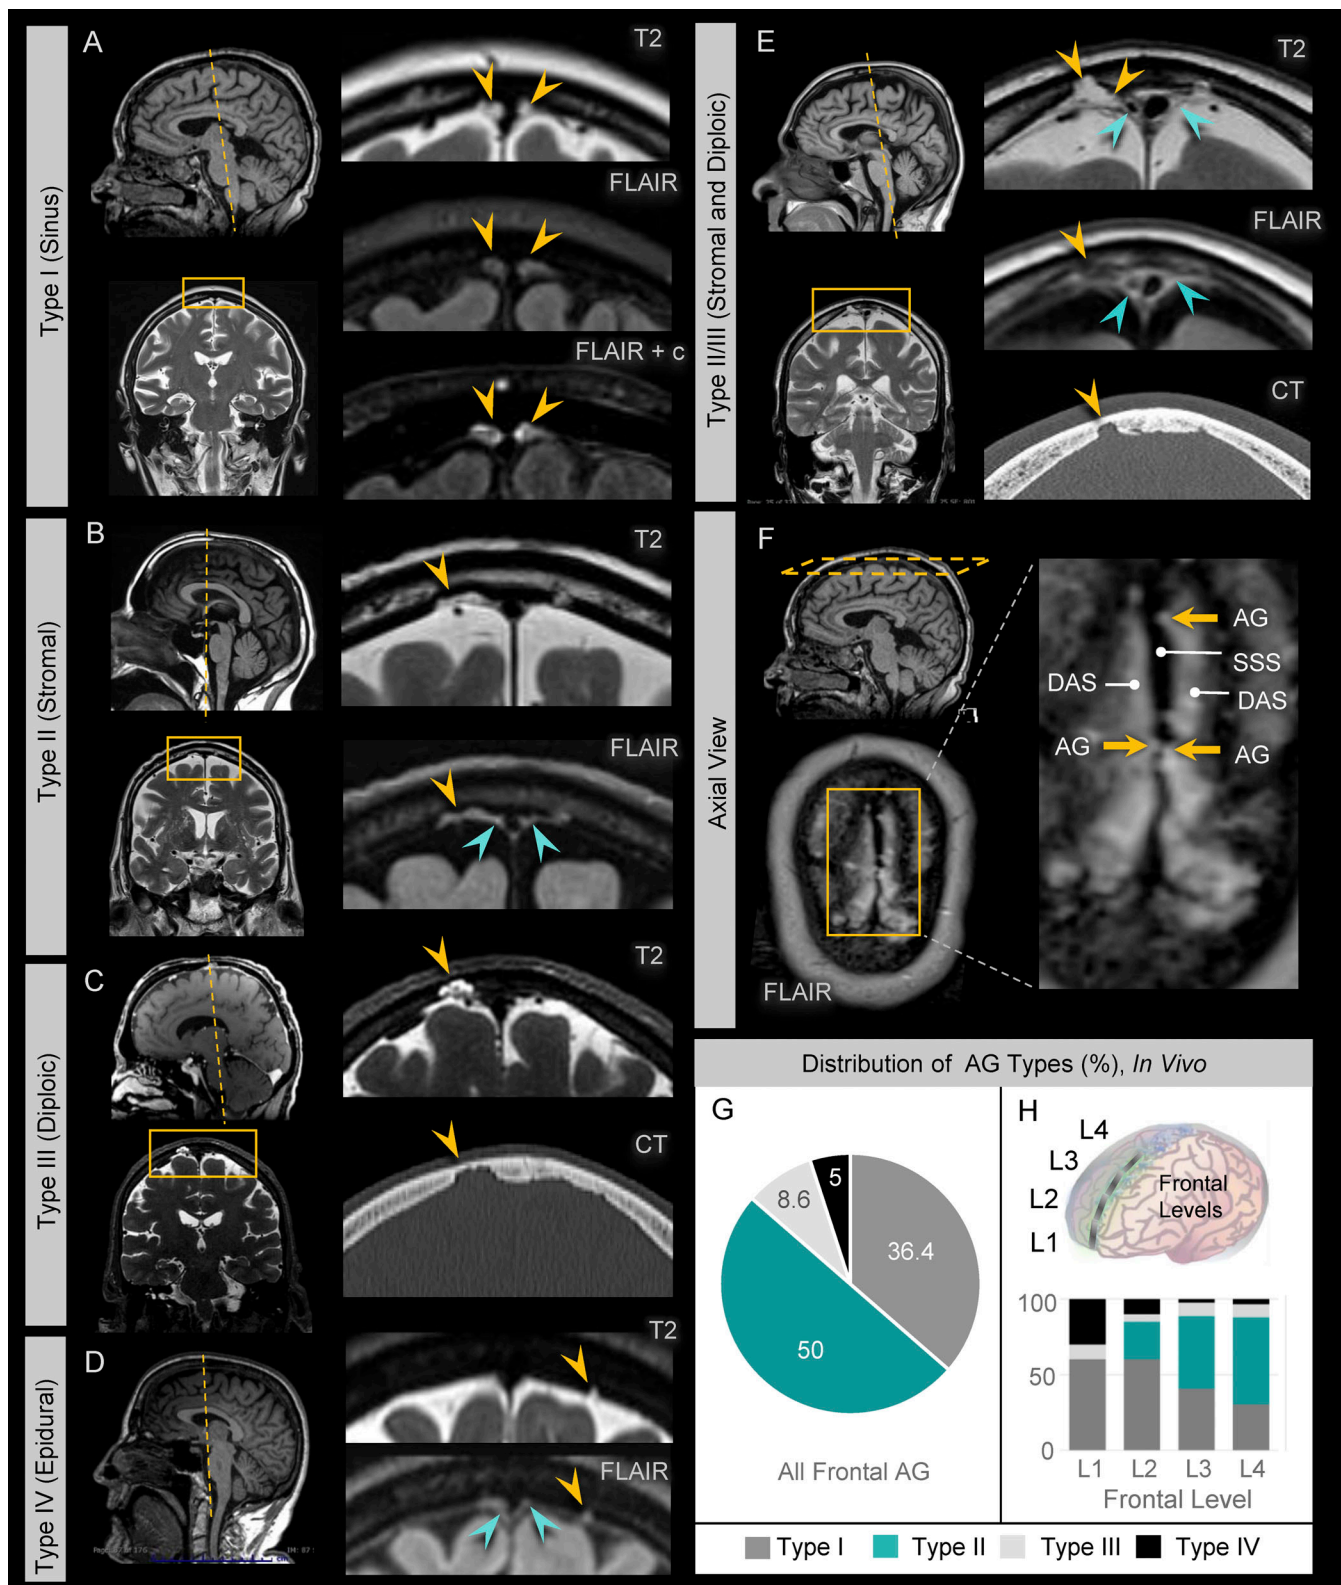 A
T2
FLAIR
FLAIR + c
Type I (Sinus)
B
T2
FLAIR
Type II (Stromal)
C
T2
CT
Type III (Diploic)
D
T2
FLAIR
Type IV (Epidural)
E
T2
FLAIR
CT
Type II/III (Stromal and Diploic)
F
AG
SSS
DAS
DAS
AG
AG
FLAIR
Axial View
Distribution of AG Types (%), In Vivo
G
5
8.6
36.4
50
All Frontal AG
H
L4
L3
L2
L1
Frontal
Levels
100
50
0
L1 L2 L3 L4
Frontal Level
Type I Type II Type III Type IV